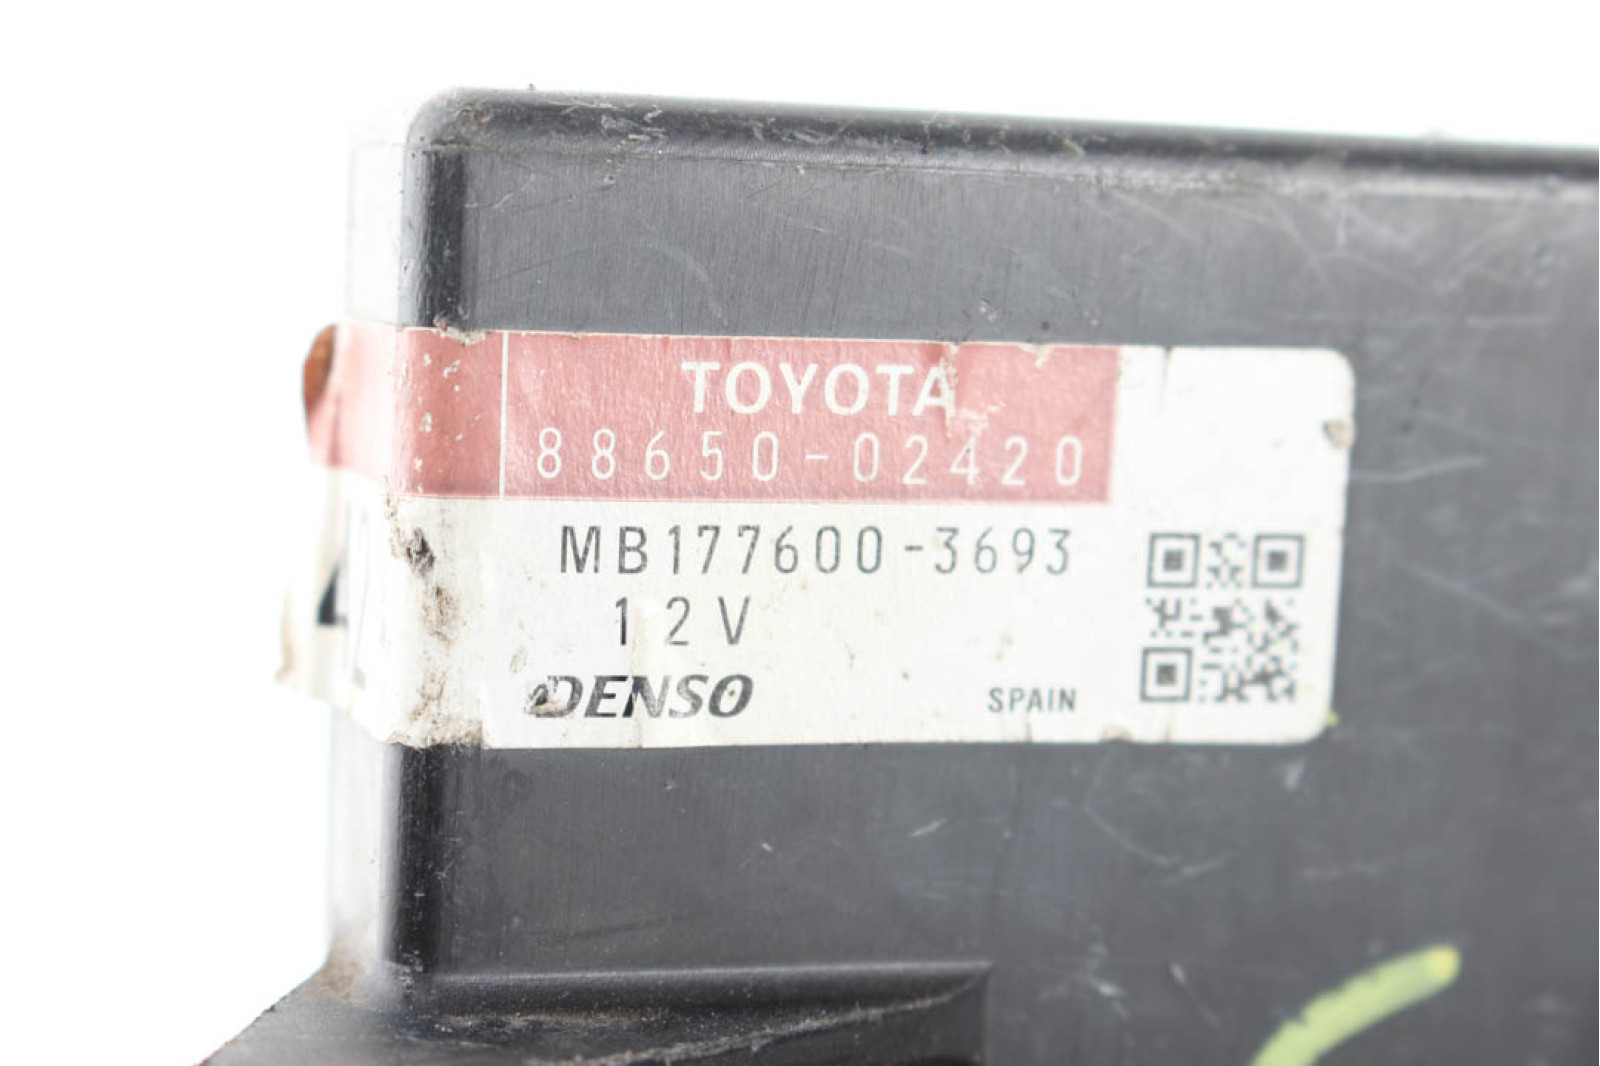 TOYOTA
88650-02420
MB177600-3693
12V
DENSO
SPAIN